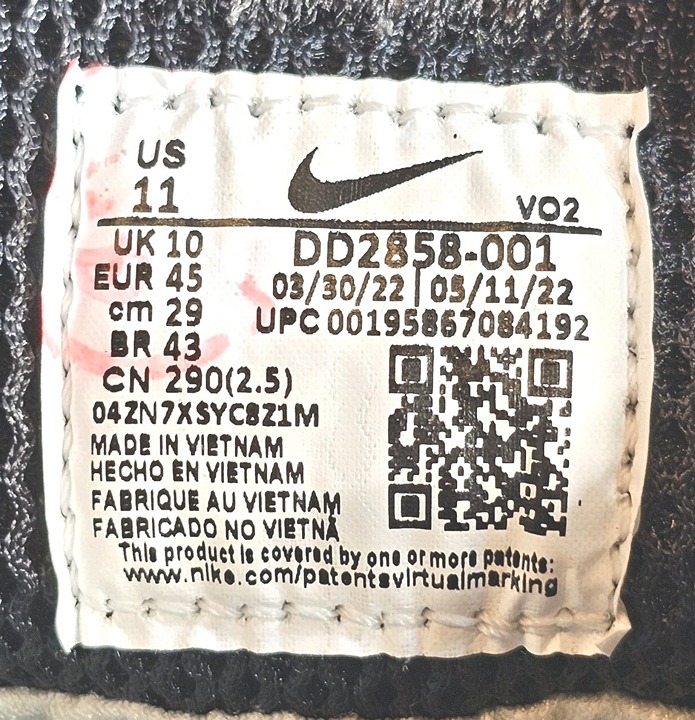 US
11
VO2
UK 10
EUR 45
cm 29
BR 43
CN 290(2.5)
DD2858-001
03/30/22 | 05/11/22
UPC 00195867084192
04ZN7XSYC8Z1M
MADE IN VIETNAM
HECHO EN VIETNAM
FABRIQUE AU VIETNAM
FABRICADO NO VIETNÃ
This product is covered by one or more patents:
www.nike.com/patentsvirtualmarking